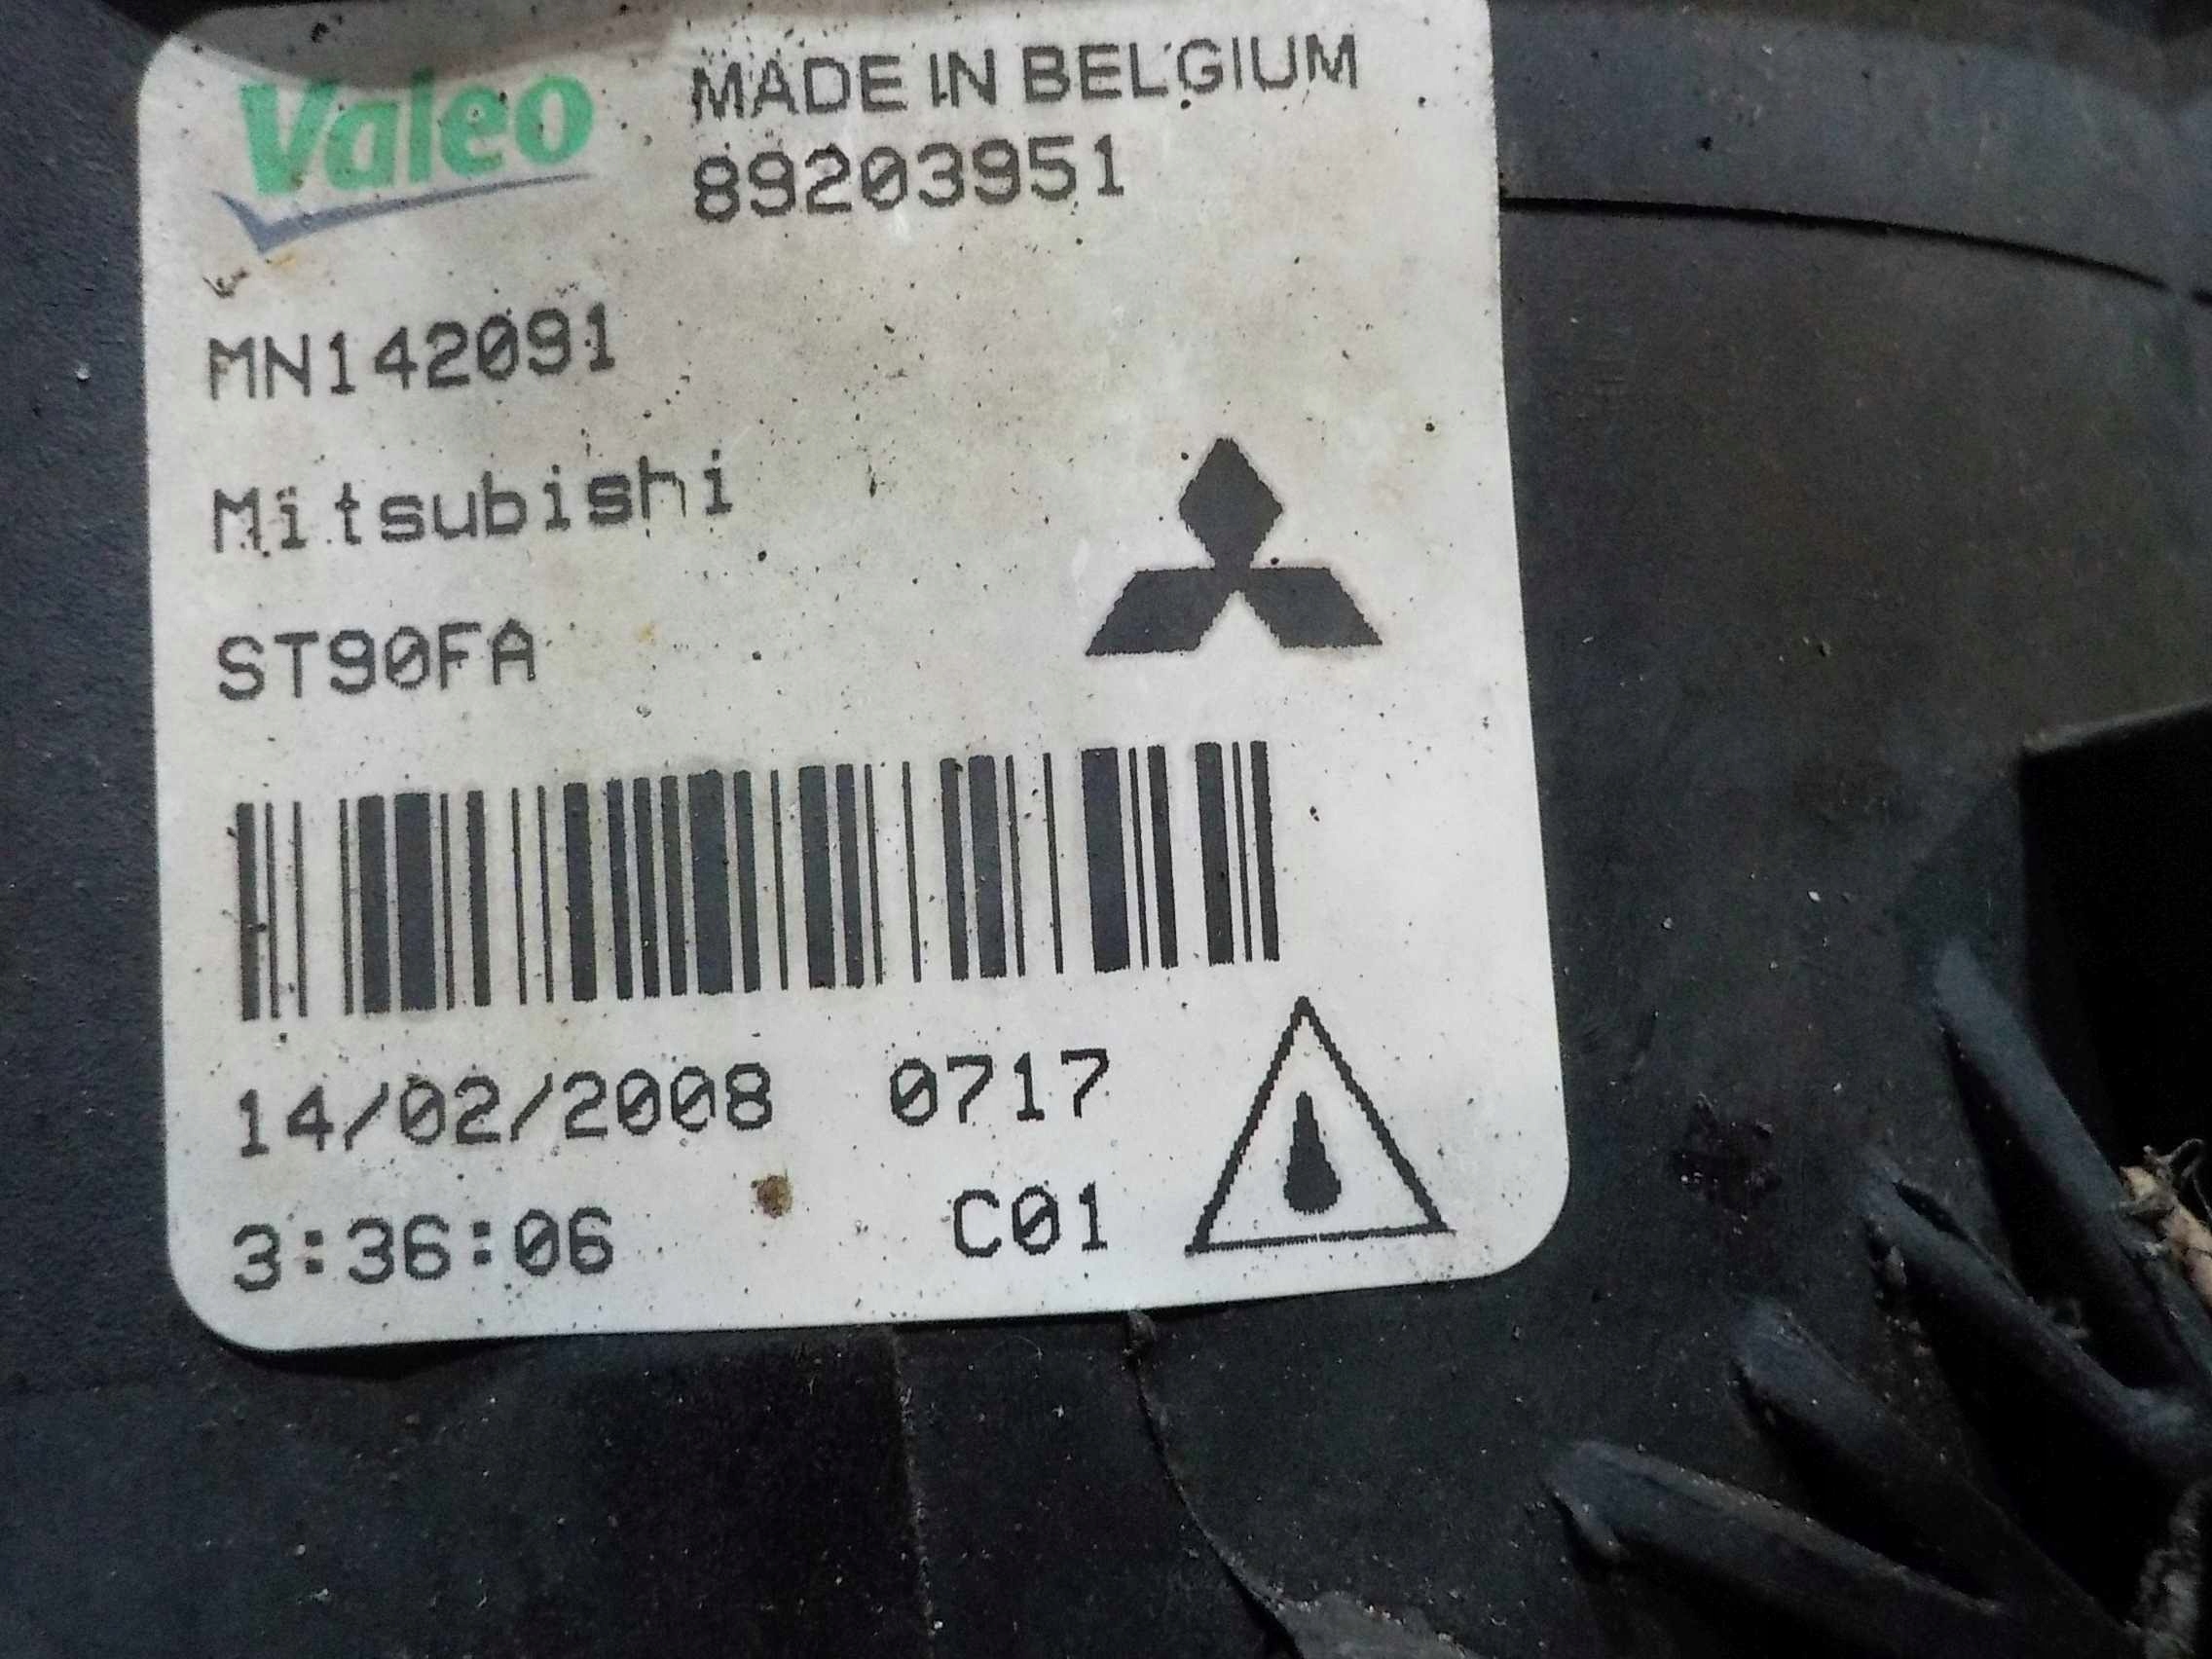 Valeo MADE IN BELGIUM
89203951
MN142091
Mitsubishi
ST90FA
14/02/2008 0717
3:36:06 C01